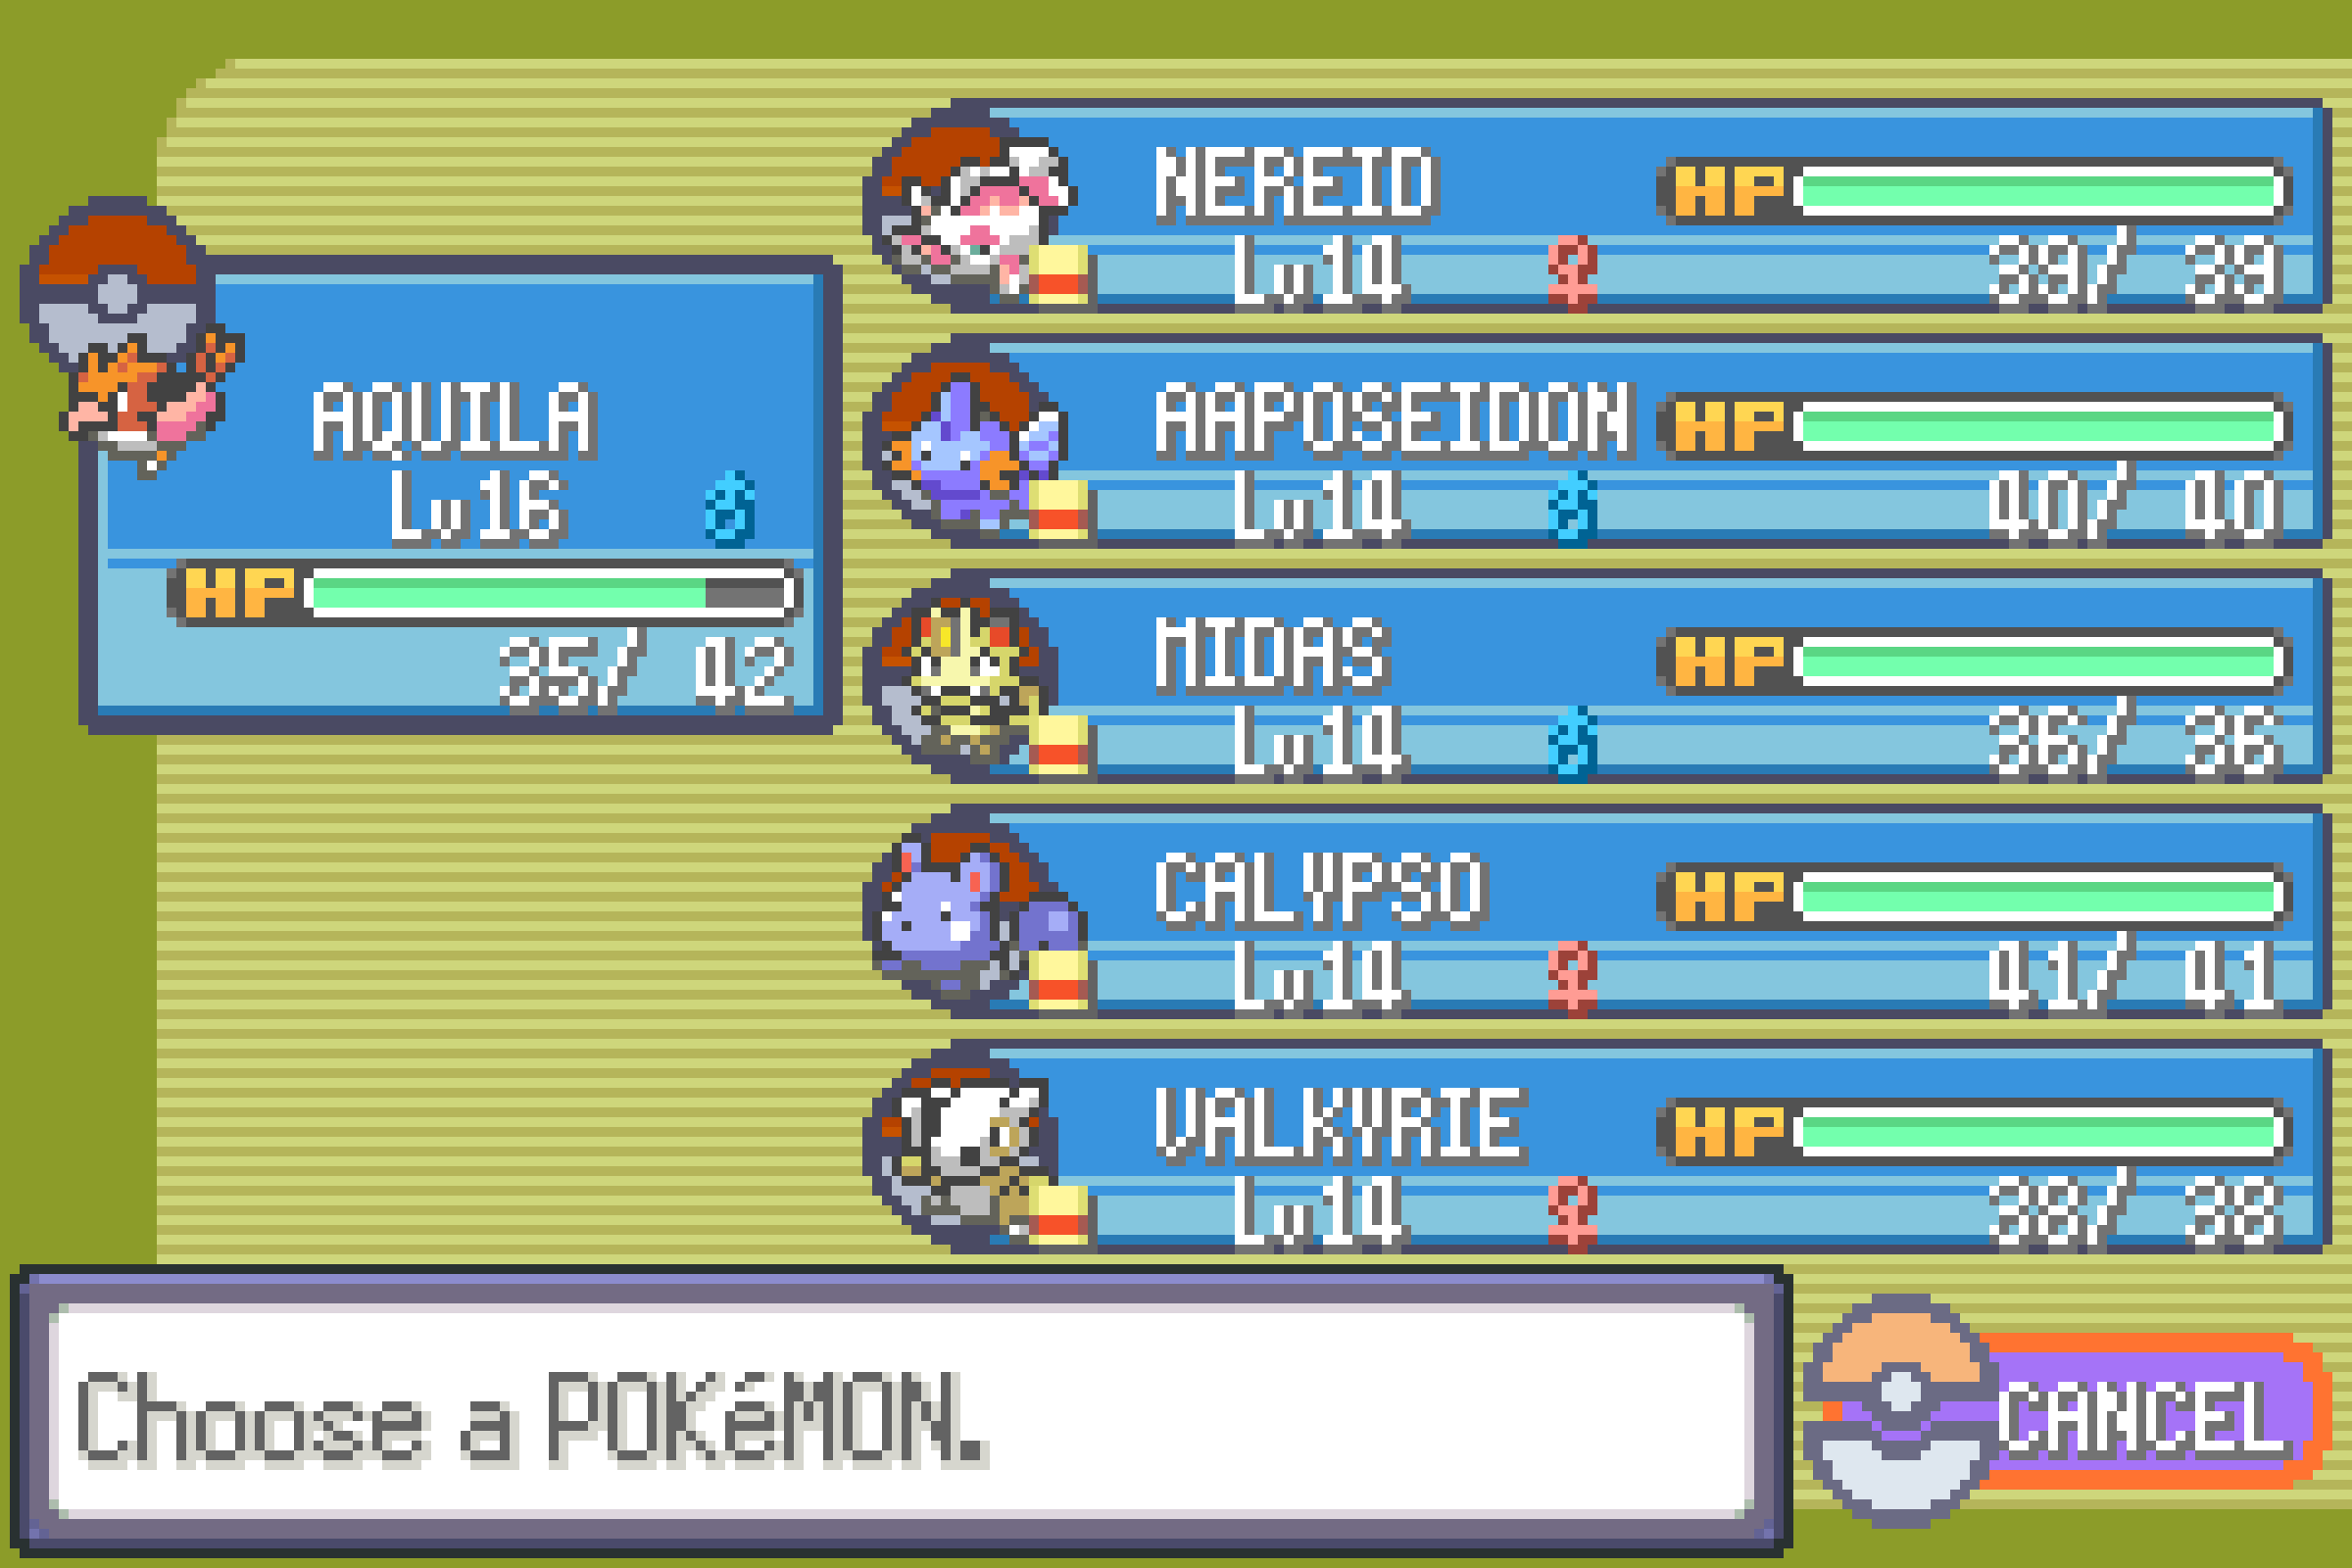 AQUILA
Lv16 ♂
HP
35/ 42
NEREID HP
Lv14 ♀ 39/ 39
AAPOSEIDON HP
Lv14 ♂ 40/ 40
MIDAS HP
Lv14 ♂ 36/ 36
CALYPSO HP
Lv14 ♀ 41/ 41
VALKYRIE HP
Lv14 ♀ 38/ 38
Choose a POKéMON.
CANCEL